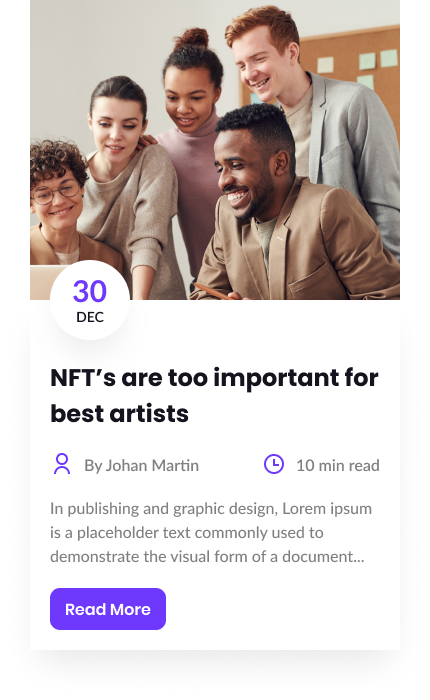 30
DEC
NFT’s are too important for
best artists
By Johan Martin
10 min read
In publishing and graphic design, Lorem ipsum
is a placeholder text commonly used to
demonstrate the visual form of a document...
Read More